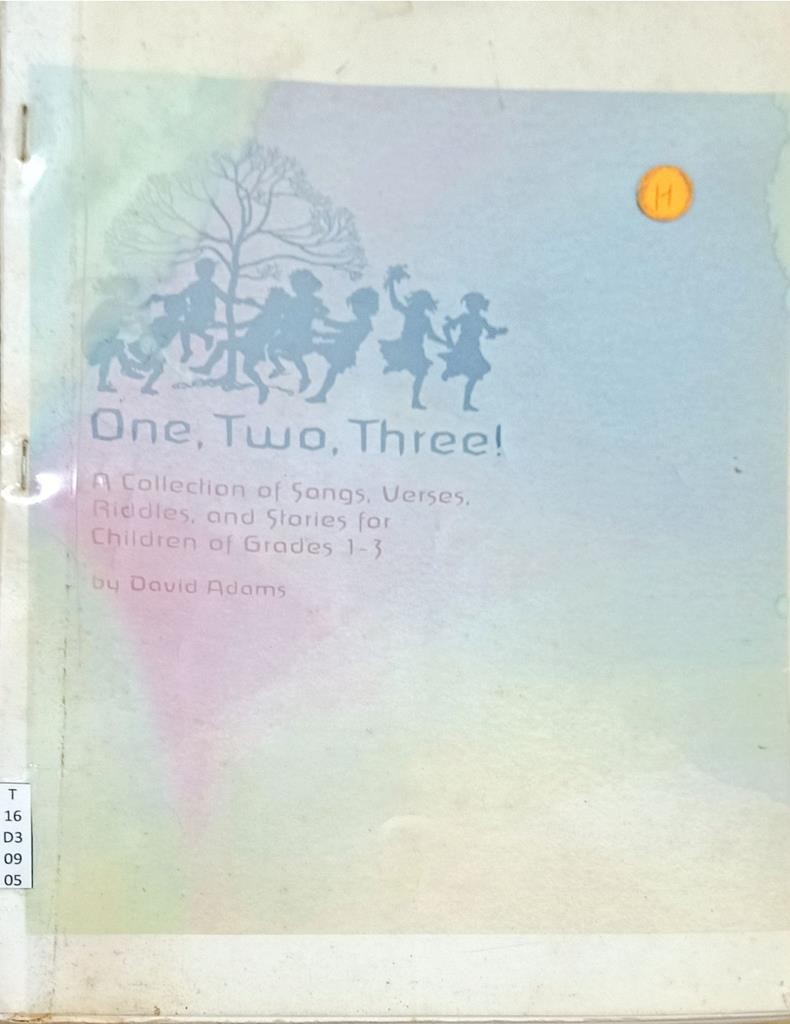 H
One, Two, Three!
A Collection of Songs, Verses,
Riddles, and Stories for
Children of Grades 1-3
by David Adams
T
16
D3
09
05